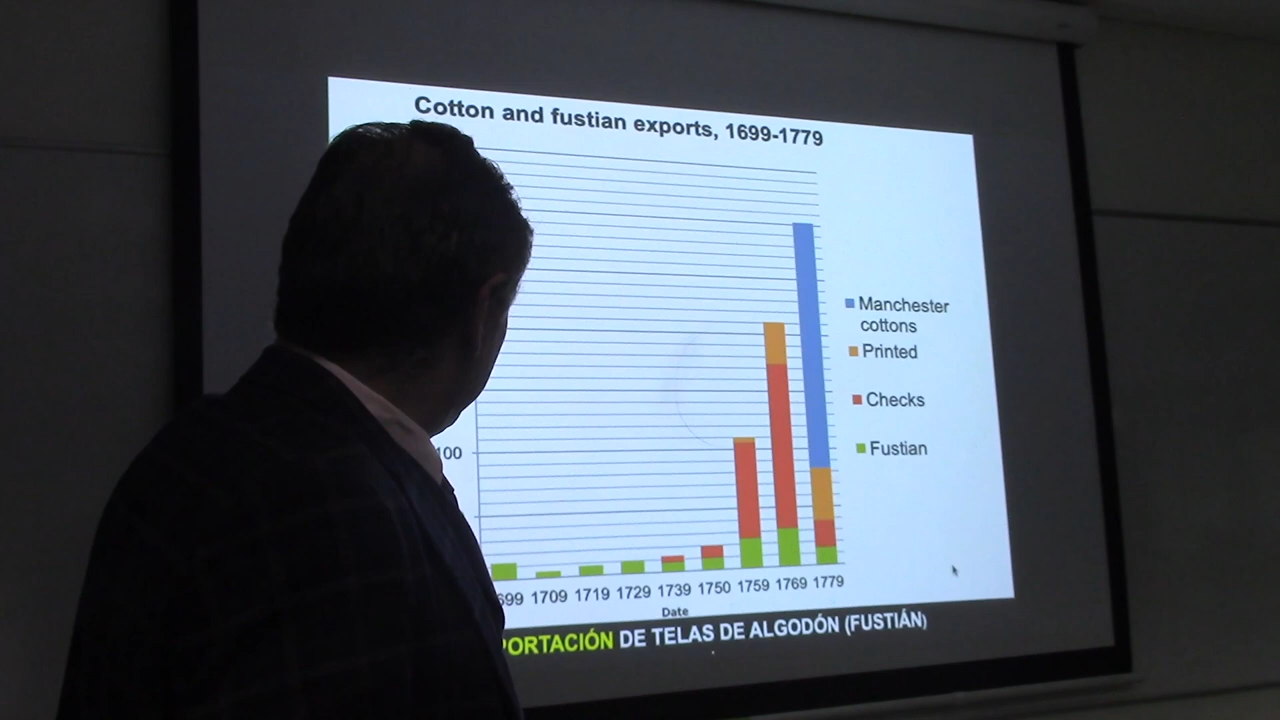 Cotton and fustian exports, 1699-1779
Manchester
cottons
Printed
Checks
Fustian
100
699 1709 1719 1729 1739 1750 1759 1769 1779
Date
PORTACIÓN DE TELAS DE ALGODÓN (FUSTIÁN)